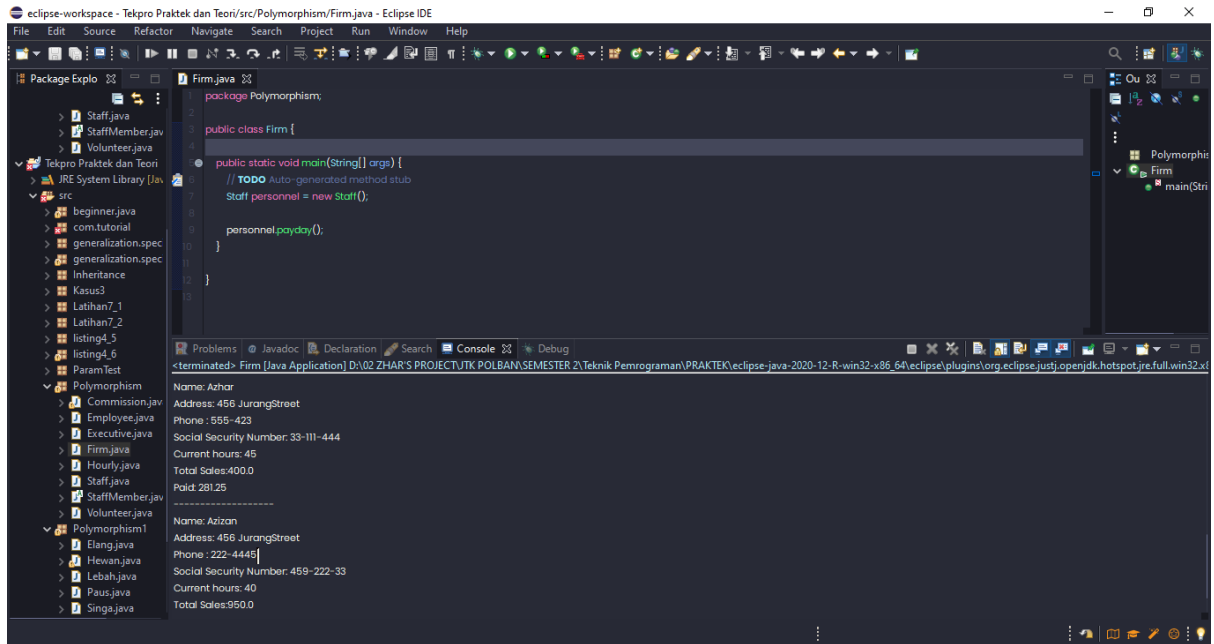 eclipse-workspace - Tekpro Praktek dan Teori/src/Polymorphism/Firm.java - Eclipse IDE
File Edit Source Refactor Navigate Search Project Run Window Help
Package Explo
Staff.java
StaffMember.jav
Volunteer.java
Tekpro Praktek dan Teori
JRE System Library [Jav
src
beginner.java
com.tutorial
generalization.spec
generalization.spec
Inheritance
Kasus3
Latihan7_1
Latihan7_2
listing4_5
listing4_6
ParamTest
Polymorphism
Commission.jav
Employee.java
Executive.java
Firm.java
Hourly.java
Staff.java
StaffMember.jav
Volunteer.java
Polymorphism1
Elang.java
Hewan.java
Lebah.java
Paus.java
Singa.java
Firm.java
1 package Polymorphism;
2
3 public class Firm {
4
5 public static void main(String[] args) {
6 // TODO Auto-generated method stub
7 Staff personnel = new Staff();
8
9 personnel.payday();
10 }
11
12 }
13
Ou
Polymorphis
Firm
main(Stri
Problems Javadoc Declaration Search Console Debug
<terminated> Firm [Java Application] D:\02 ZHAR'S PROJECT\JTK POLBAN\SEMESTER 2\Teknik Pemrograman\PRAKTEK\eclipse-java-2020-12-R-win32-x86_64\eclipse\plugins\org.eclipse.justj.openjdk.hotspot.jre.full.win32.x8
Name: Azhar
Address: 456 JurangStreet
Phone : 555-423
Social Security Number: 33-111-444
Current hours: 45
Total Sales:400.0
Paid: 281.25
-------------------
Name: Azizan
Address: 456 JurangStreet
Phone : 222-4445
Social Security Number: 459-222-33
Current hours: 40
Total Sales:950.0